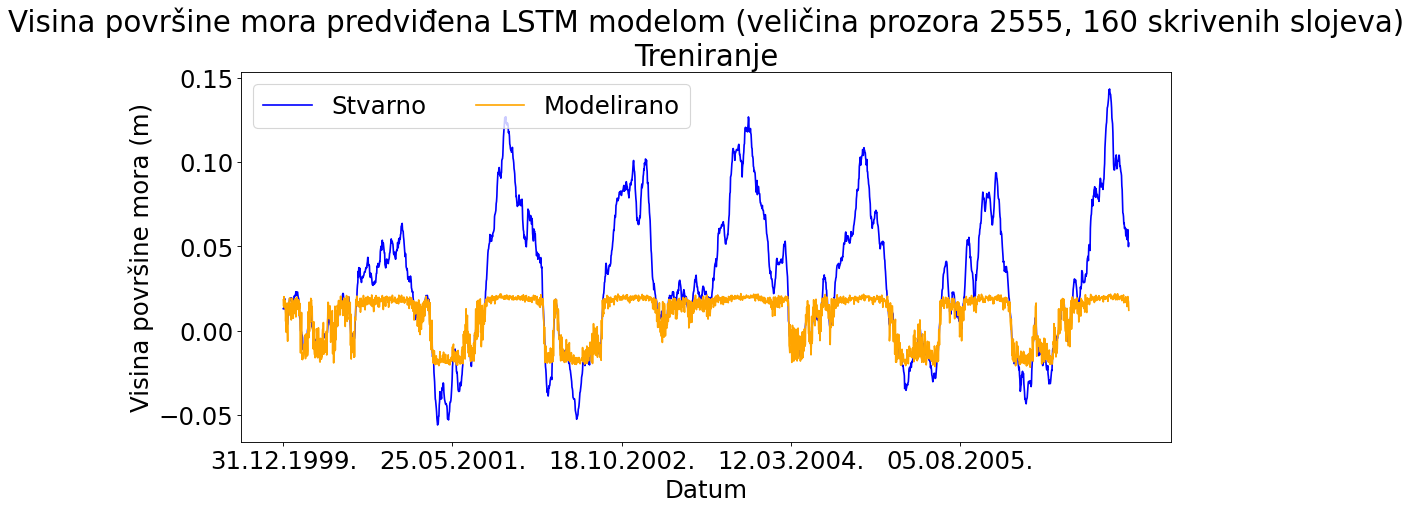 Visina površine mora predviđena LSTM modelom (veličina prozora 2555, 160 skrivenih slojeva)
Treniranje
Stvarno
Modelirano
Visina površine mora (m)
0.15
0.10
0.05
0.00
−0.05
31.12.1999.
25.05.2001.
18.10.2002.
12.03.2004.
05.08.2005.
Datum